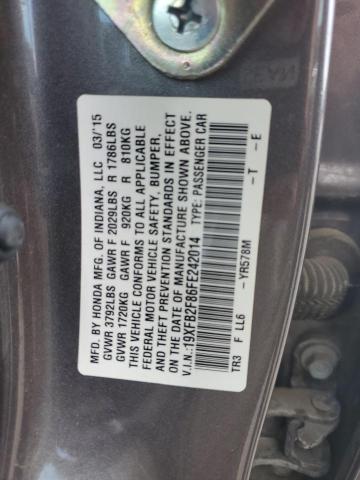 MFD. BY HONDA MFG. OF INDIANA, LLC 03/'15
GVWR 3792LBS GAWR F 2029LBS R 1786LBS
GVWR 1720KG GAWR F 920KG R 810KG
THIS VEHICLE CONFORMS TO ALL APPLICABLE
FEDERAL MOTOR VEHICLE SAFETY, BUMPER,
AND THEFT PREVENTION STANDARDS IN EFFECT
ON THE DATE OF MANUFACTURE SHOWN ABOVE.
V.I.N.:19XFB2F86FE242014 TYPE: PASSENGER CAR
TR3 F LL6 -YR578M -T -E